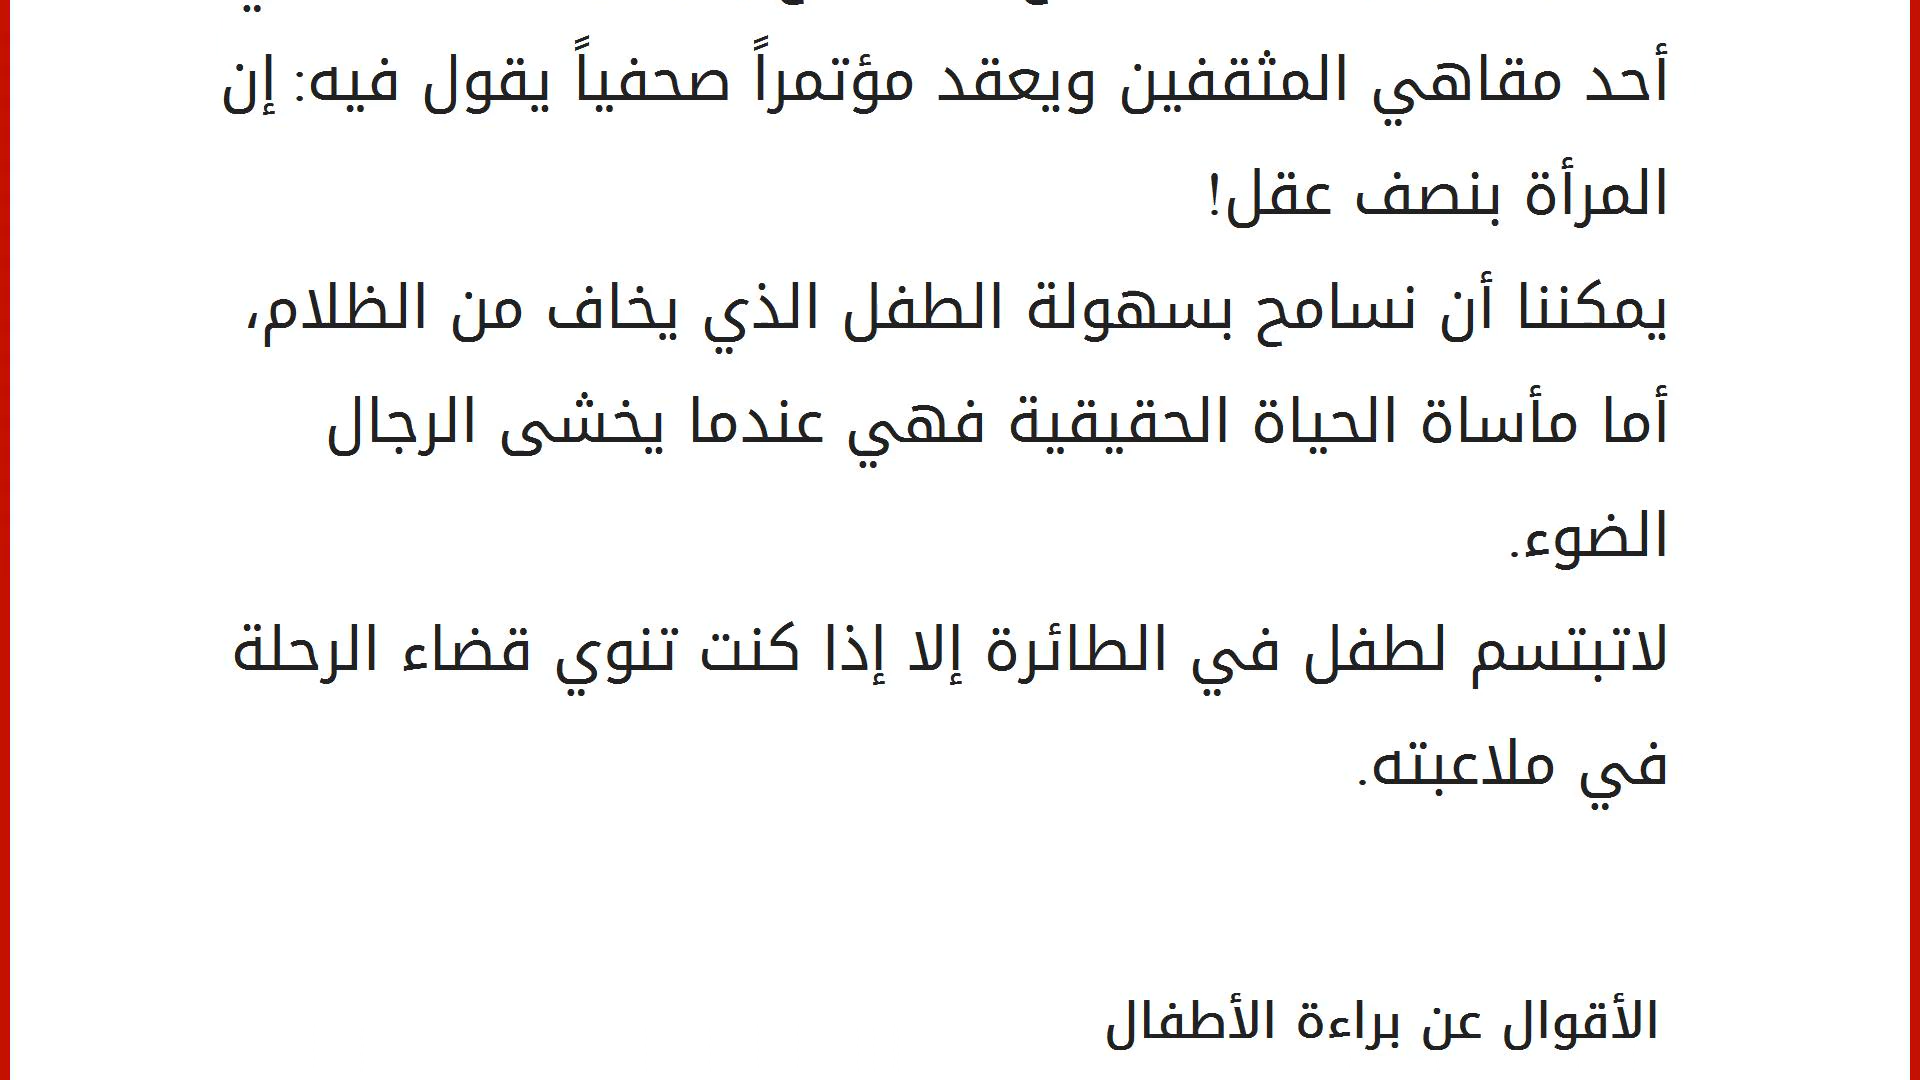 أحد مقاهي المثقفين ويعقد مؤتمراً صحفياً يقول فيه: إن
المرأة بنصف عقل!
يمكننا أن نسامح بسهولة الطفل الذي يخاف من الظلام،
أما مأساة الحياة الحقيقية فهي عندما يخشى الرجال
الضوء.
لاتبتسم لطفل في الطائرة إلا إذا كنت تنوي قضاء الرحلة
في ملاعبته.
الأقوال عن براءة الأطفال